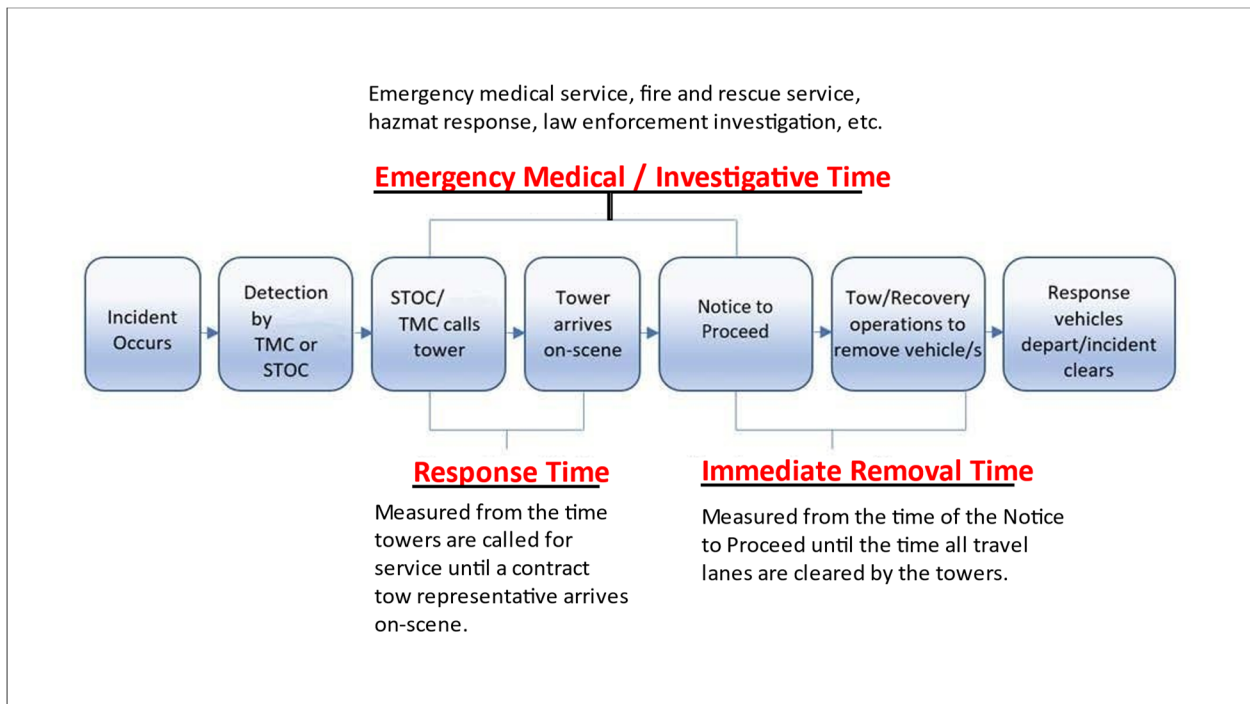 Emergency medical service, fire and rescue service,
hazmat response, law enforcement investigation, etc.
Emergency Medical / Investigative Time
Incident
Occurs
Detection
by
TMC or
STOC
STOC/
TMC calls
tower
Tower
arrives
on-scene
Notice to
Proceed
Tow/Recovery
operations to
remove vehicle/s
Response
vehicles
depart/incident
clears
Response Time
Measured from the time
towers are called for
service until a contract
tow representative arrives
on-scene.
Immediate Removal Time
Measured from the time of the Notice
to Proceed until the time all travel
lanes are cleared by the towers.